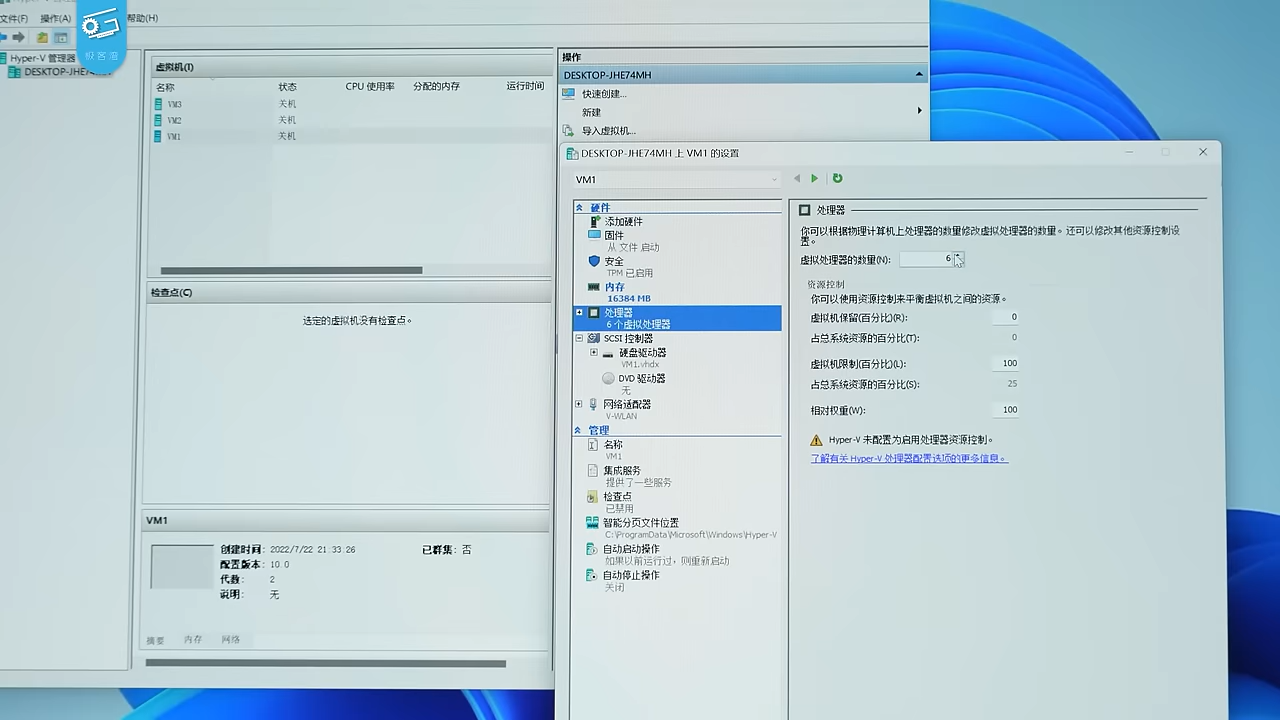 文件(F) 操作(A) 帮助(H)
极客湾
Hyper-V 管理器
DESKTOP-JHE74MH
虚拟机(I)
名称 状态 CPU 使用率 分配的内存 运行时间
VM3 关机
VM2 关机
VM1 关机
检查点(C)
选定的虚拟机没有检查点。
VM1
创建时间: 2022/7/22 21:33:26 已群集: 否
配置版本: 10.0
代数: 2
说明: 无
摘要 内存 网络
操作
DESKTOP-JHE74MH
快速创建...
新建
导入虚拟机...
DESKTOP-JHE74MH 上 VM1 的设置
VM1
硬件
添加硬件
固件
从 文件 启动
安全
TPM 已启用
内存
16384 MB
处理器
6 个虚拟处理器
SCSI 控制器
硬盘驱动器
VM1.vhdx
DVD 驱动器
无
网络适配器
V-WLAN
管理
名称
VM1
集成服务
提供了一些服务
检查点
已禁用
智能分页文件位置
C:\ProgramData\Microsoft\Windows\Hyper-V
自动启动操作
如果以前运行过，则重新启动
自动停止操作
关闭
处理器
你可以根据物理计算机上处理器的数量修改虚拟处理器的数量。还可以修改其他资源控制设
置。
虚拟处理器的数量(N): 6
资源控制
你可以使用资源控制来平衡虚拟机之间的资源。
虚拟机保留(百分比)(R): 0
占总系统资源的百分比(T): 0
虚拟机限制(百分比)(L): 100
占总系统资源的百分比(S): 25
相对权重(W): 100
Hyper-V 未配置为启用处理器资源控制。
了解有关 Hyper-V 处理器配置选项的更多信息。